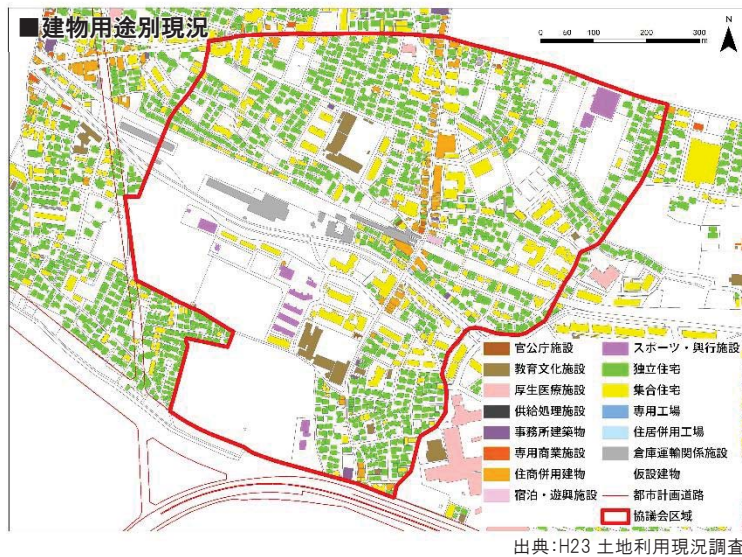 ■建物用途別現況
N
0 50 100 200 300
m
官公庁施設
教育文化施設
厚生医療施設
供給処理施設
事務所建築物
専用商業施設
住商併用建物
宿泊・遊興施設
スポーツ・興行施設
独立住宅
集合住宅
専用工場
住居併用工場
倉庫運輸関係施設
仮設建物
都市計画道路
協議会区域
出典:H23 土地利用現況調査